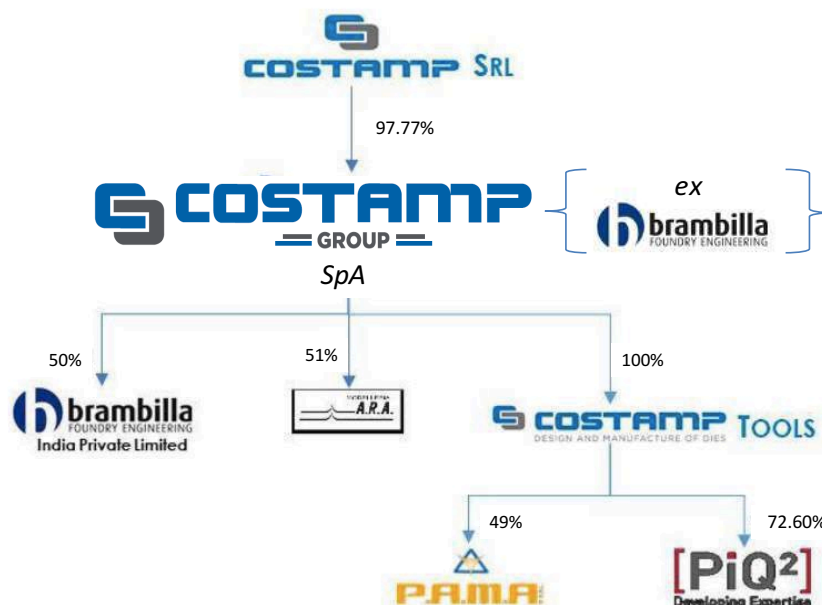 COSTAMP SRL
97.77%
COSTAMP
GROUP
SpA
ex
brambilla
FOUNDRY ENGINEERING
50%
51%
100%
brambilla
FOUNDRY ENGINEERING
India Private Limited
A.R.A.
COSTAMP TOOLS
DESIGN AND MANUFACTURE OF DIES
49%
72.60%
P.A.M.A
[PiQ²]
Developing Expertise